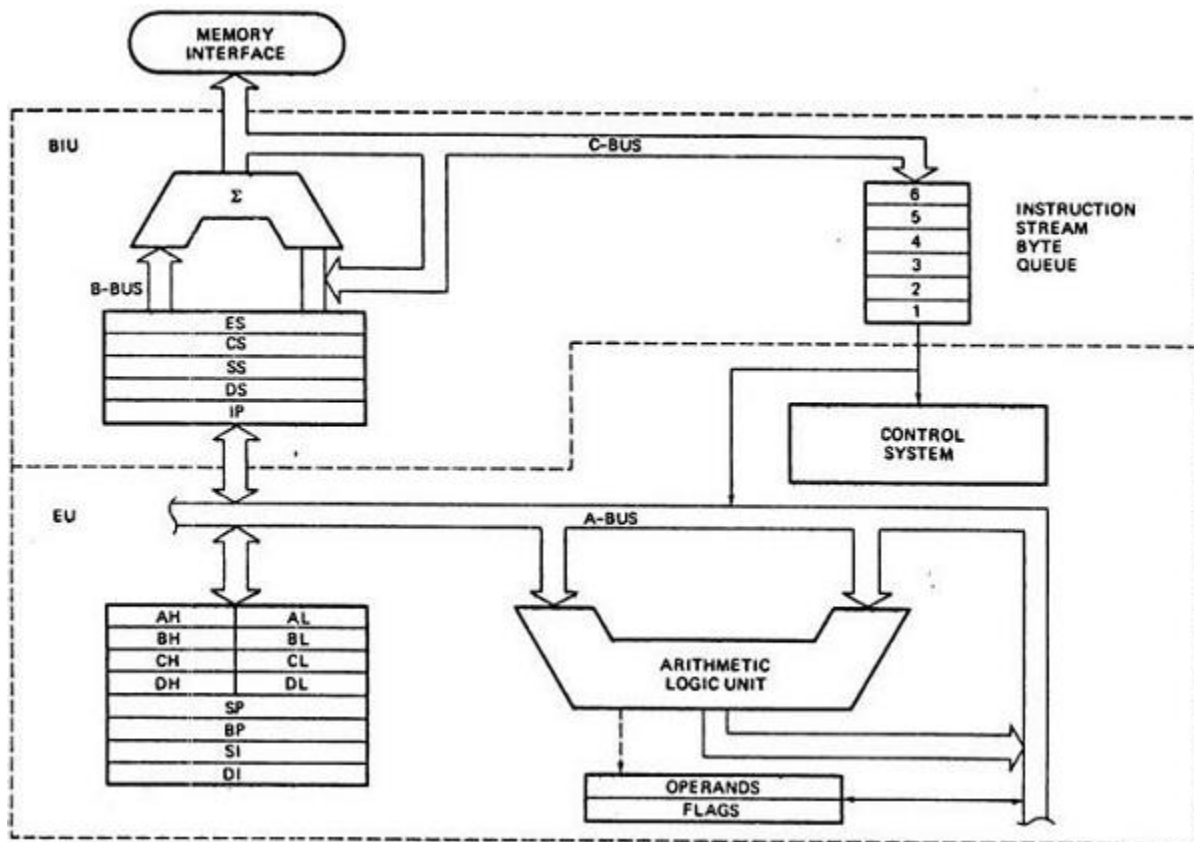 MEMORY
INTERFACE
BIU
C-BUS
Σ
B-BUS
6
5
4
3
2
1
INSTRUCTION
STREAM
BYTE
QUEUE
ES
CS
SS
DS
IP
CONTROL
SYSTEM
EU
A-BUS
AH AL
BH BL
CH CL
DH DL
SP
BP
SI
DI
ARITHMETIC
LOGIC UNIT
OPERANDS
FLAGS